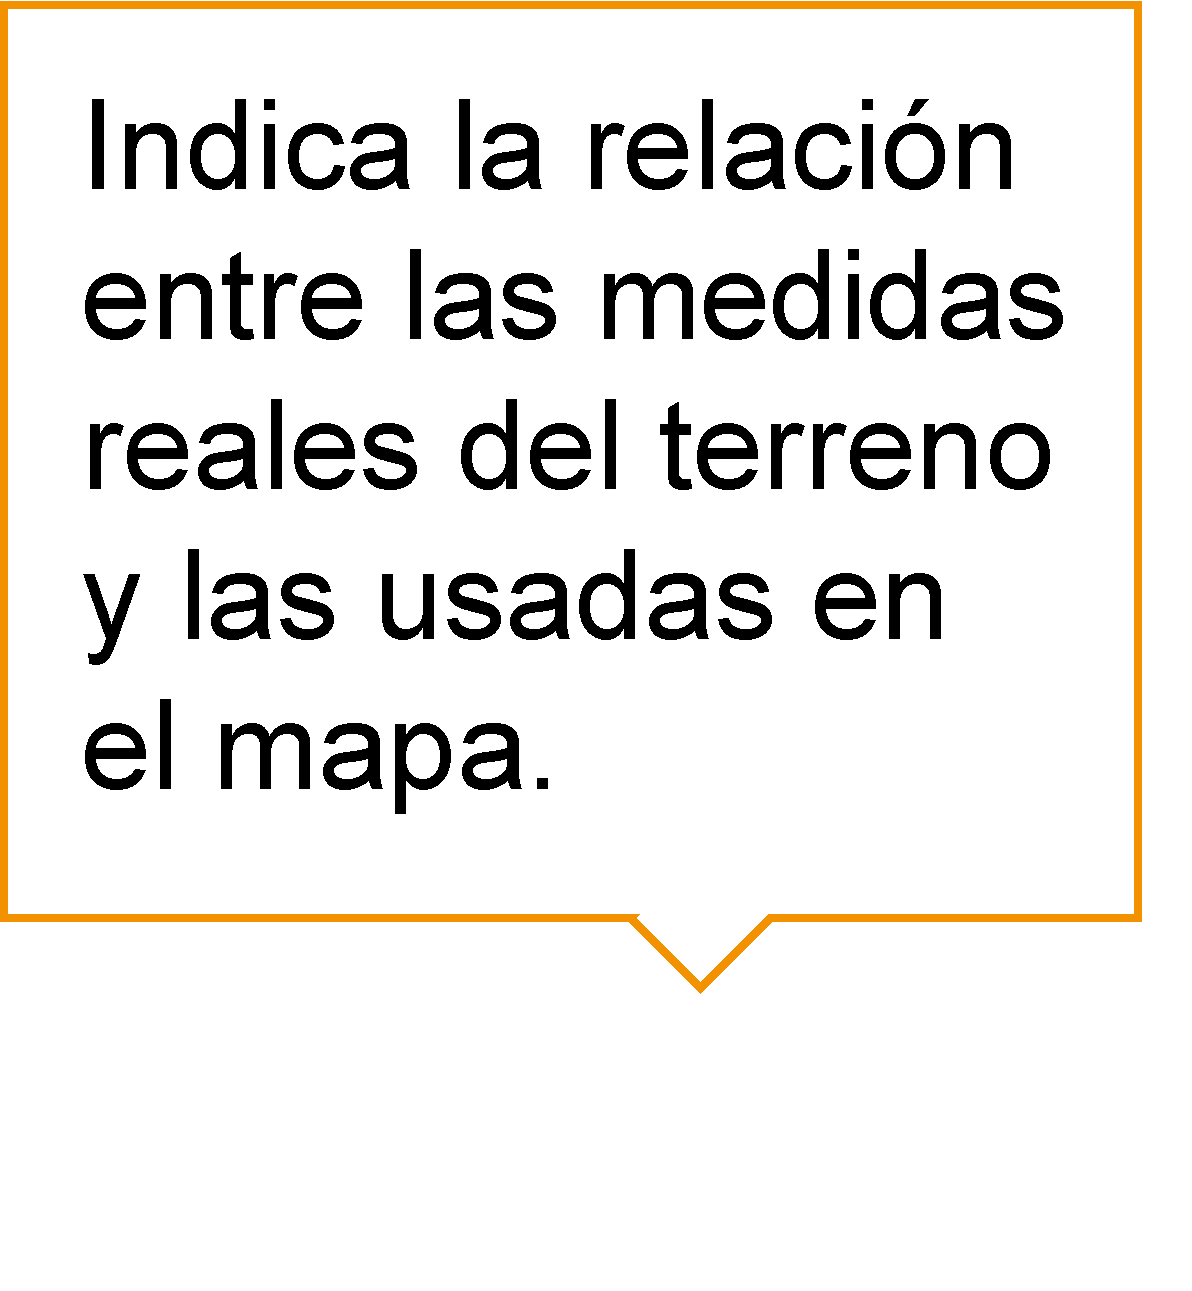 Indica la relación
entre las medidas
reales del terreno
y las usadas en
el mapa.